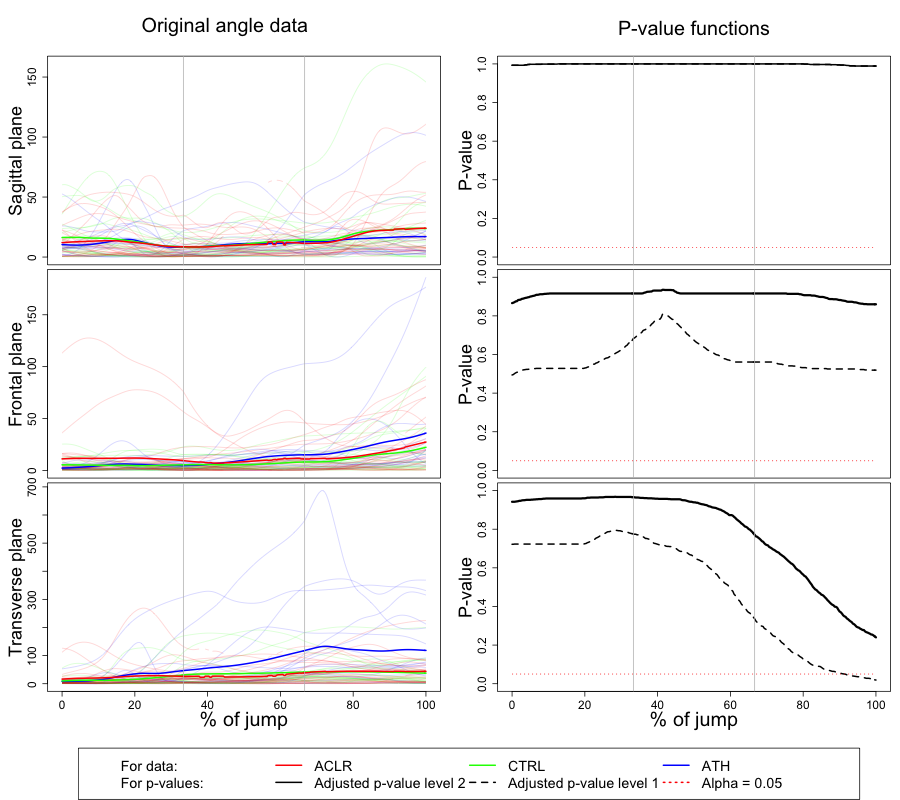 Original angle data
P-value functions
Sagittal plane
0 50 100 150
P-value
0.0 0.2 0.4 0.6 0.8 1.0
Frontal plane
0 50 100 150
P-value
0.0 0.2 0.4 0.6 0.8 1.0
Transverse plane
0 100 300 500 700
P-value
0.0 0.2 0.4 0.6 0.8 1.0
0 20 40 60 80 100
% of jump
0 20 40 60 80 100
% of jump
For data: ACLR CTRL ATH
For p-values: Adjusted p-value level 2 Adjusted p-value level 1 Alpha = 0.05